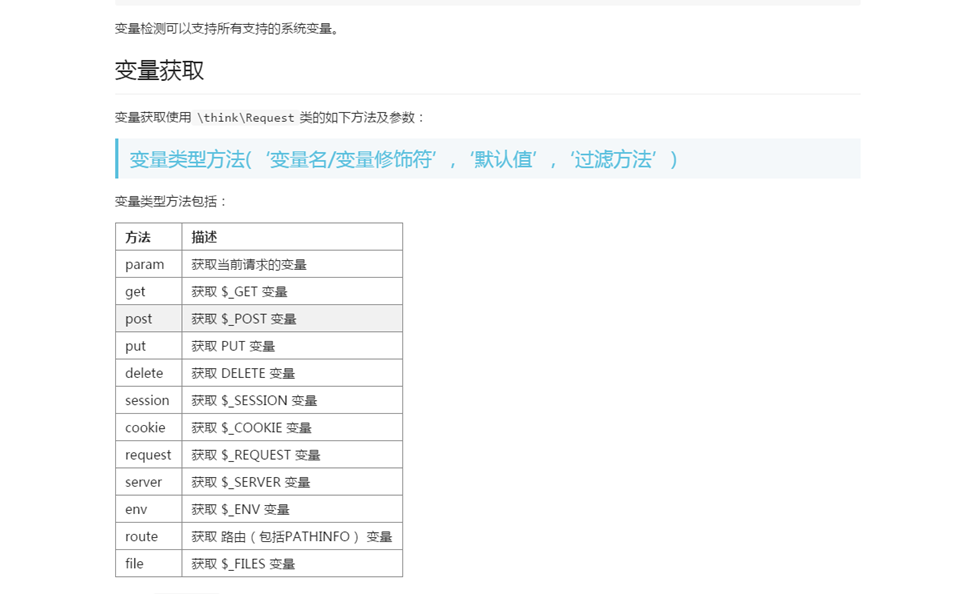 变量检测可以支持所有支持的系统变量。
变量获取
变量获取使用 \think\Request 类的如下方法及参数：
变量类型方法(‘变量名/变量修饰符’，‘默认值’，‘过滤方法’)
变量类型方法包括：
方法 描述
param 获取当前请求的变量
get 获取 $_GET 变量
post 获取 $_POST 变量
put 获取 PUT 变量
delete 获取 DELETE 变量
session 获取 $_SESSION 变量
cookie 获取 $_COOKIE 变量
request 获取 $_REQUEST 变量
server 获取 $_SERVER 变量
env 获取 $_ENV 变量
route 获取 路由（包括PATHINFO） 变量
file 获取 $_FILES 变量